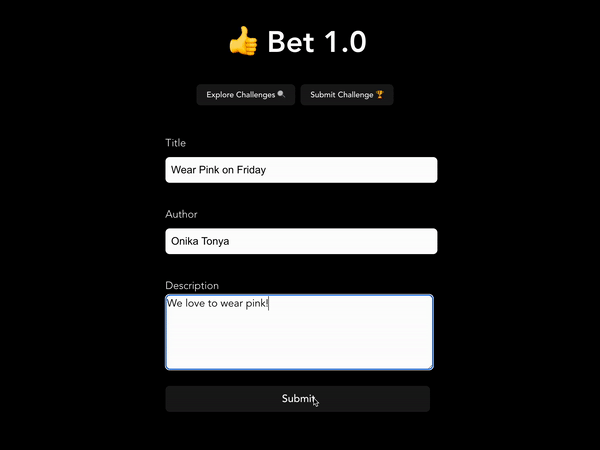 👍 Bet 1.0
Explore Challenges 🔍 Submit Challenge 🏆
Title
Wear Pink on Friday
Author
Onika Tonya
Description
We love to wear pink!
Submit